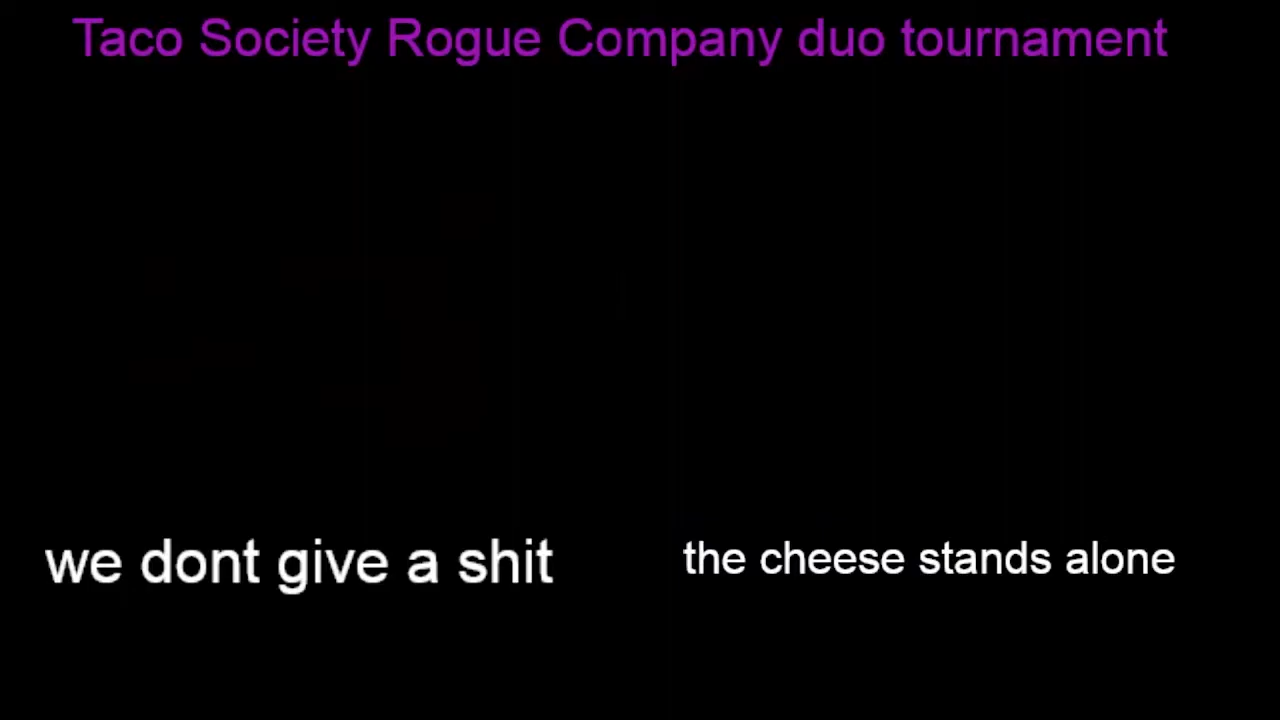 Taco Society Rogue Company duo tournament
we dont give a shit
the cheese stands alone